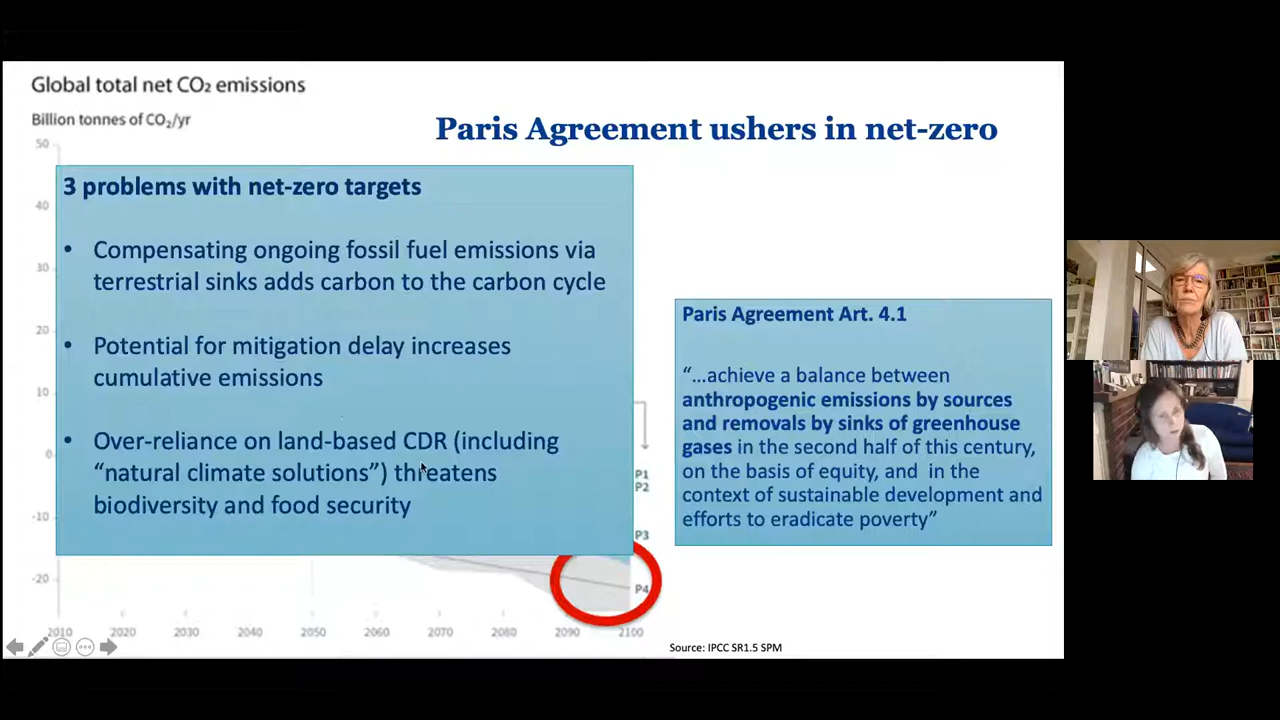 Global total net CO₂ emissions
Billion tonnes of CO₂/yr
Paris Agreement ushers in net-zero
50
40
30
20
10
0
-10
-20
3 problems with net-zero targets
• Compensating ongoing fossil fuel emissions via
terrestrial sinks adds carbon to the carbon cycle
• Potential for mitigation delay increases
cumulative emissions
• Over-reliance on land-based CDR (including
“natural climate solutions”) threatens
biodiversity and food security
P1
P2
P3
P4
2010 2020 2030 2040 2050 2060 2070 2080 2090 2100
Paris Agreement Art. 4.1
“...achieve a balance between
anthropogenic emissions by sources
and removals by sinks of greenhouse
gases in the second half of this century,
on the basis of equity, and in the
context of sustainable development and
efforts to eradicate poverty”
Source: IPCC SR1.5 SPM